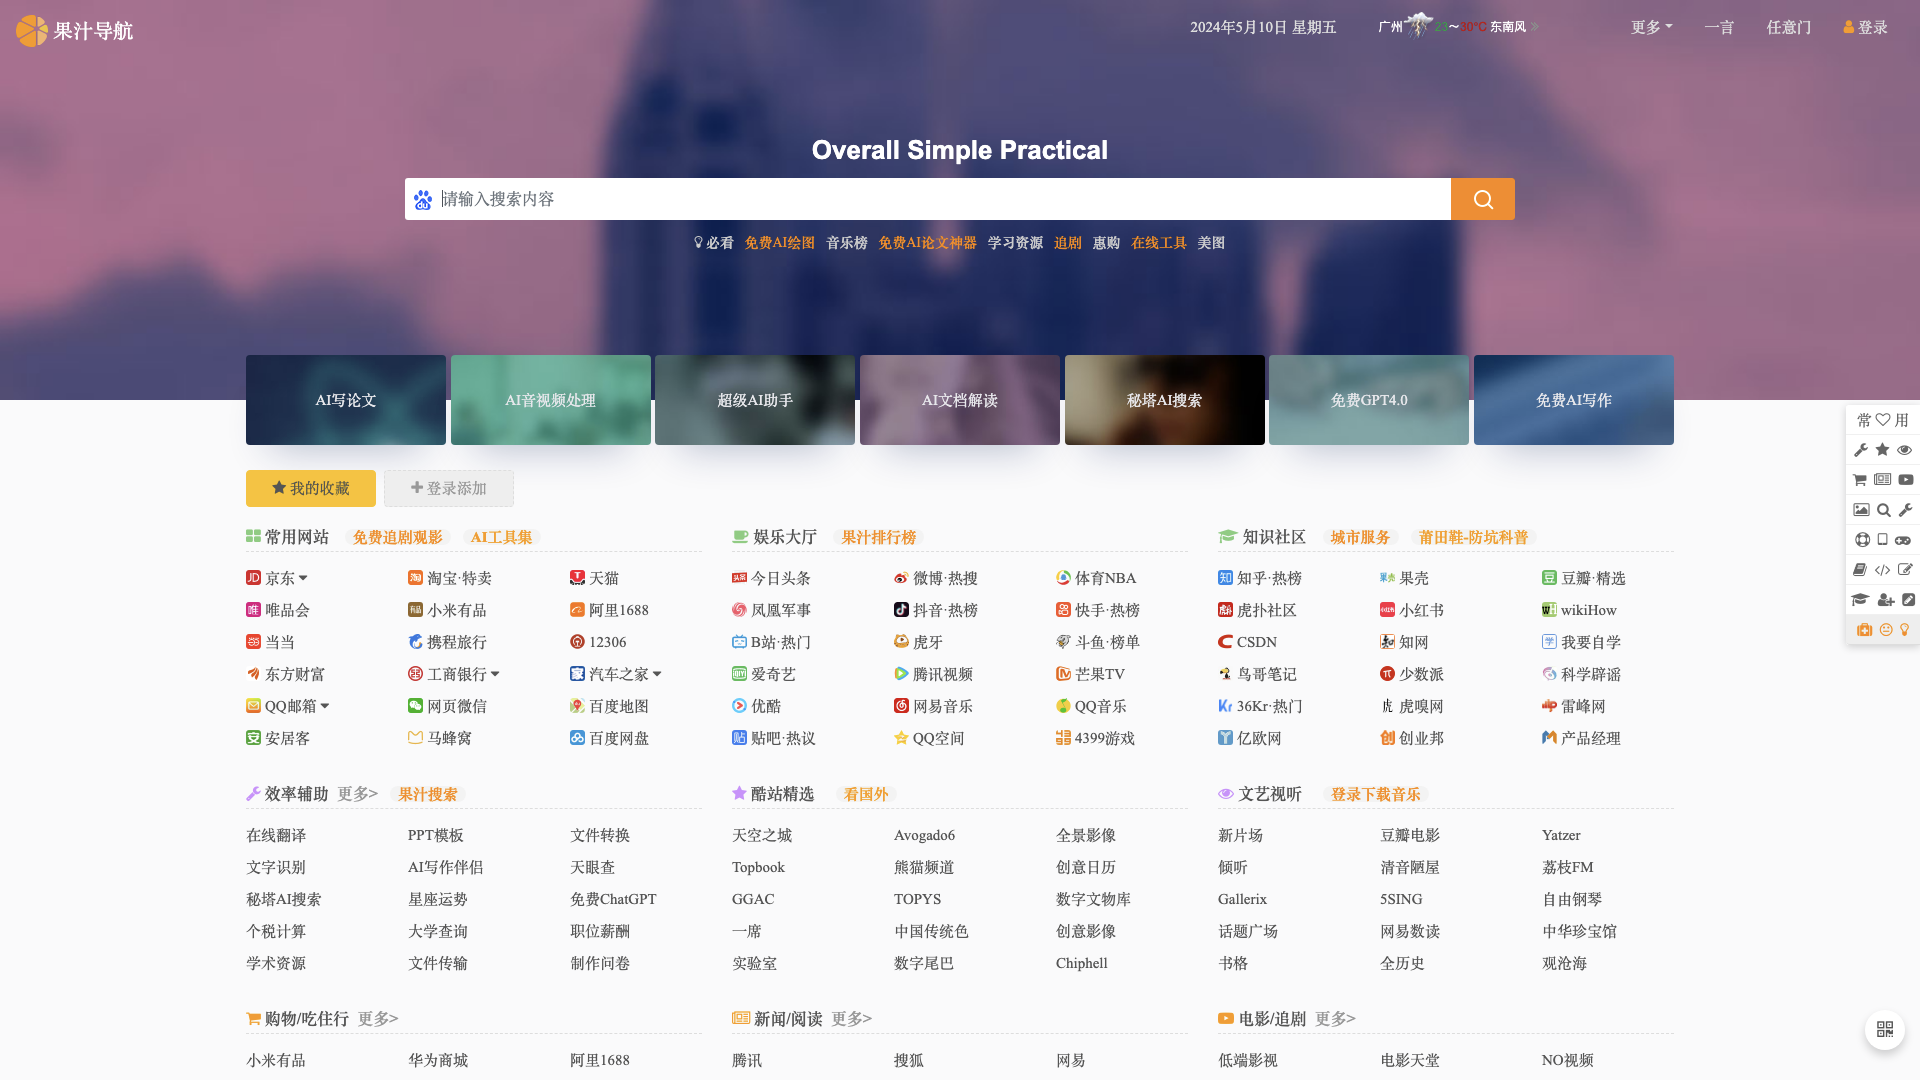 果汁导航
2024年5月10日 星期五
广州 23~30°C 东南风
更多 一言 任意门 登录
Overall Simple Practical
请输入搜索内容
必看 免费AI绘图 音乐榜 免费AI论文神器 学习资源 追剧 惠购 在线工具 美图
AI写论文 AI音视频处理 超级AI助手 AI文档解读 秘塔AI搜索 免费GPT4.0 免费AI写作
常 用
我的收藏 登录添加
常用网站 免费追剧观影 AI工具集
京东 淘宝·特卖 天猫
唯品会 小米有品 阿里1688
当当 携程旅行 12306
东方财富 工商银行 汽车之家
QQ邮箱 网页微信 百度地图
安居客 马蜂窝 百度网盘
娱乐大厅 果汁排行榜
今日头条 微博·热搜 体育NBA
凤凰军事 抖音·热榜 快手·热榜
B站·热门 虎牙 斗鱼·榜单
爱奇艺 腾讯视频 芒果TV
优酷 网易音乐 QQ音乐
贴吧·热议 QQ空间 4399游戏
知识社区 城市服务 莆田鞋-防坑科普
知乎·热榜 果壳 豆瓣·精选
虎扑社区 小红书 wikiHow
CSDN 知网 我要自学
鸟哥笔记 少数派 科学辟谣
36Kr·热门 虎嗅网 雷峰网
亿欧网 创业邦 产品经理
效率辅助 更多> 果汁搜索
在线翻译 PPT模板 文件转换
文字识别 AI写作伴侣 天眼查
秘塔AI搜索 星座运势 免费ChatGPT
个税计算 大学查询 职位薪酬
学术资源 文件传输 制作问卷
酷站精选 看国外
天空之城 Avogado6 全景影像
Topbook 熊猫频道 创意日历
GGAC TOPYS 数字文物库
一席 中国传统色 创意影像
实验室 数字尾巴 Chiphell
文艺视听 登录下载音乐
新片场 豆瓣电影 Yatzer
倾听 清音陋屋 荔枝FM
Gallerix 5SING 自由钢琴
话题广场 网易数读 中华珍宝馆
书格 全历史 观沧海
购物/吃住行 更多>
小米有品 华为商城 阿里1688
新闻/阅读 更多>
腾讯 搜狐 网易
电影/追剧 更多>
低端影视 电影天堂 NO视频